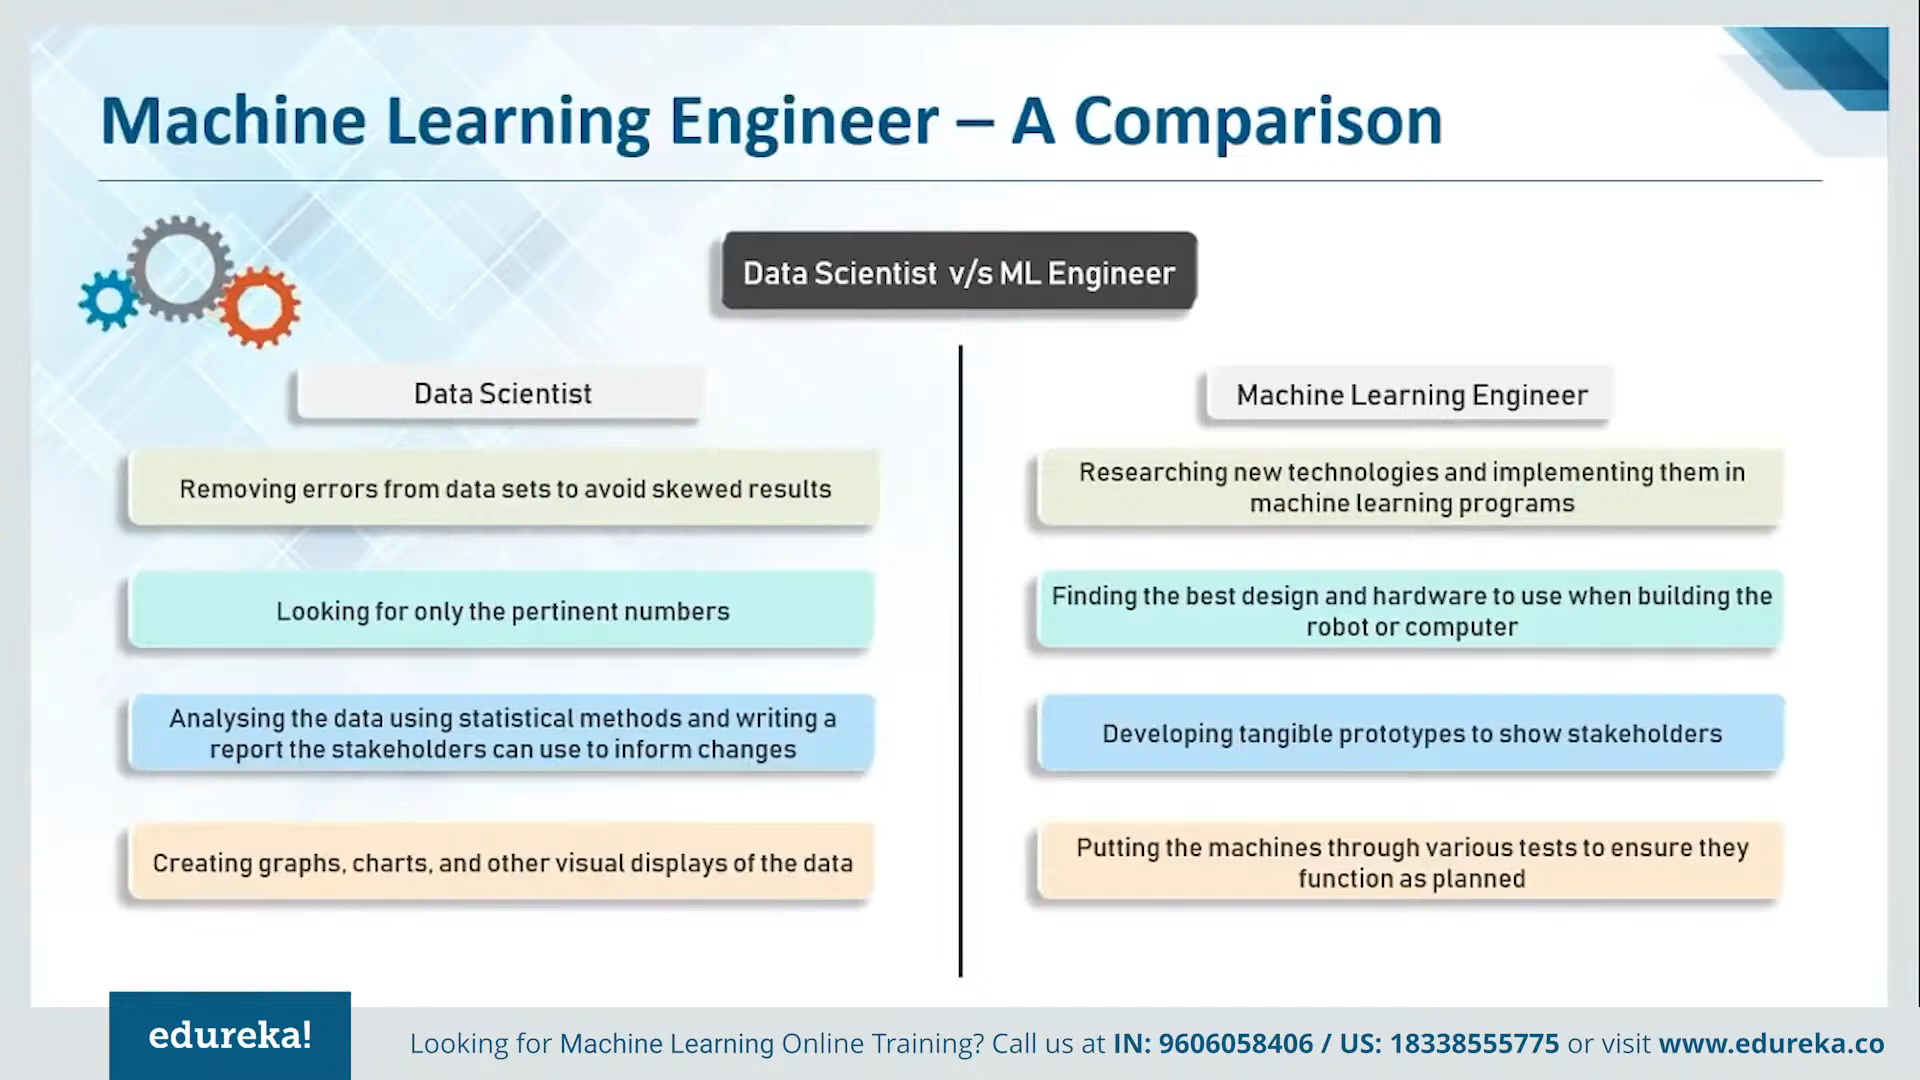 Machine Learning Engineer – A Comparison
Data Scientist v/s ML Engineer
Data Scientist
Removing errors from data sets to avoid skewed results
Looking for only the pertinent numbers
Analysing the data using statistical methods and writing a
report the stakeholders can use to inform changes
Creating graphs, charts, and other visual displays of the data
Machine Learning Engineer
Researching new technologies and implementing them in
machine learning programs
Finding the best design and hardware to use when building the
robot or computer
Developing tangible prototypes to show stakeholders
Putting the machines through various tests to ensure they
function as planned
edureka!
Looking for Machine Learning Online Training? Call us at IN: 9606058406 / US: 18338555775 or visit www.edureka.co